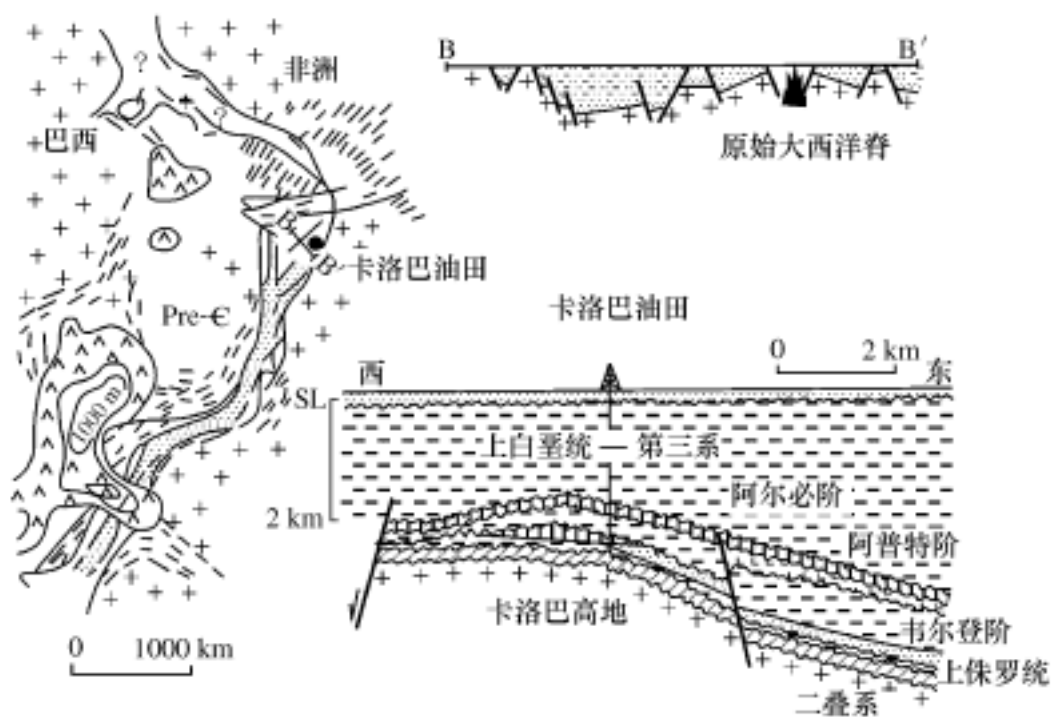 ?
非洲
?
巴西
B
B′
卡洛巴油田
Pre-Є
1000 m
0 1000 km
B B′
原始大西洋脊
卡洛巴油田
0 2 km
西 东
SL
上白垩统 — 第三系
2 km
阿尔必阶
阿普特阶
卡洛巴高地
韦尔登阶
上侏罗统
二叠系